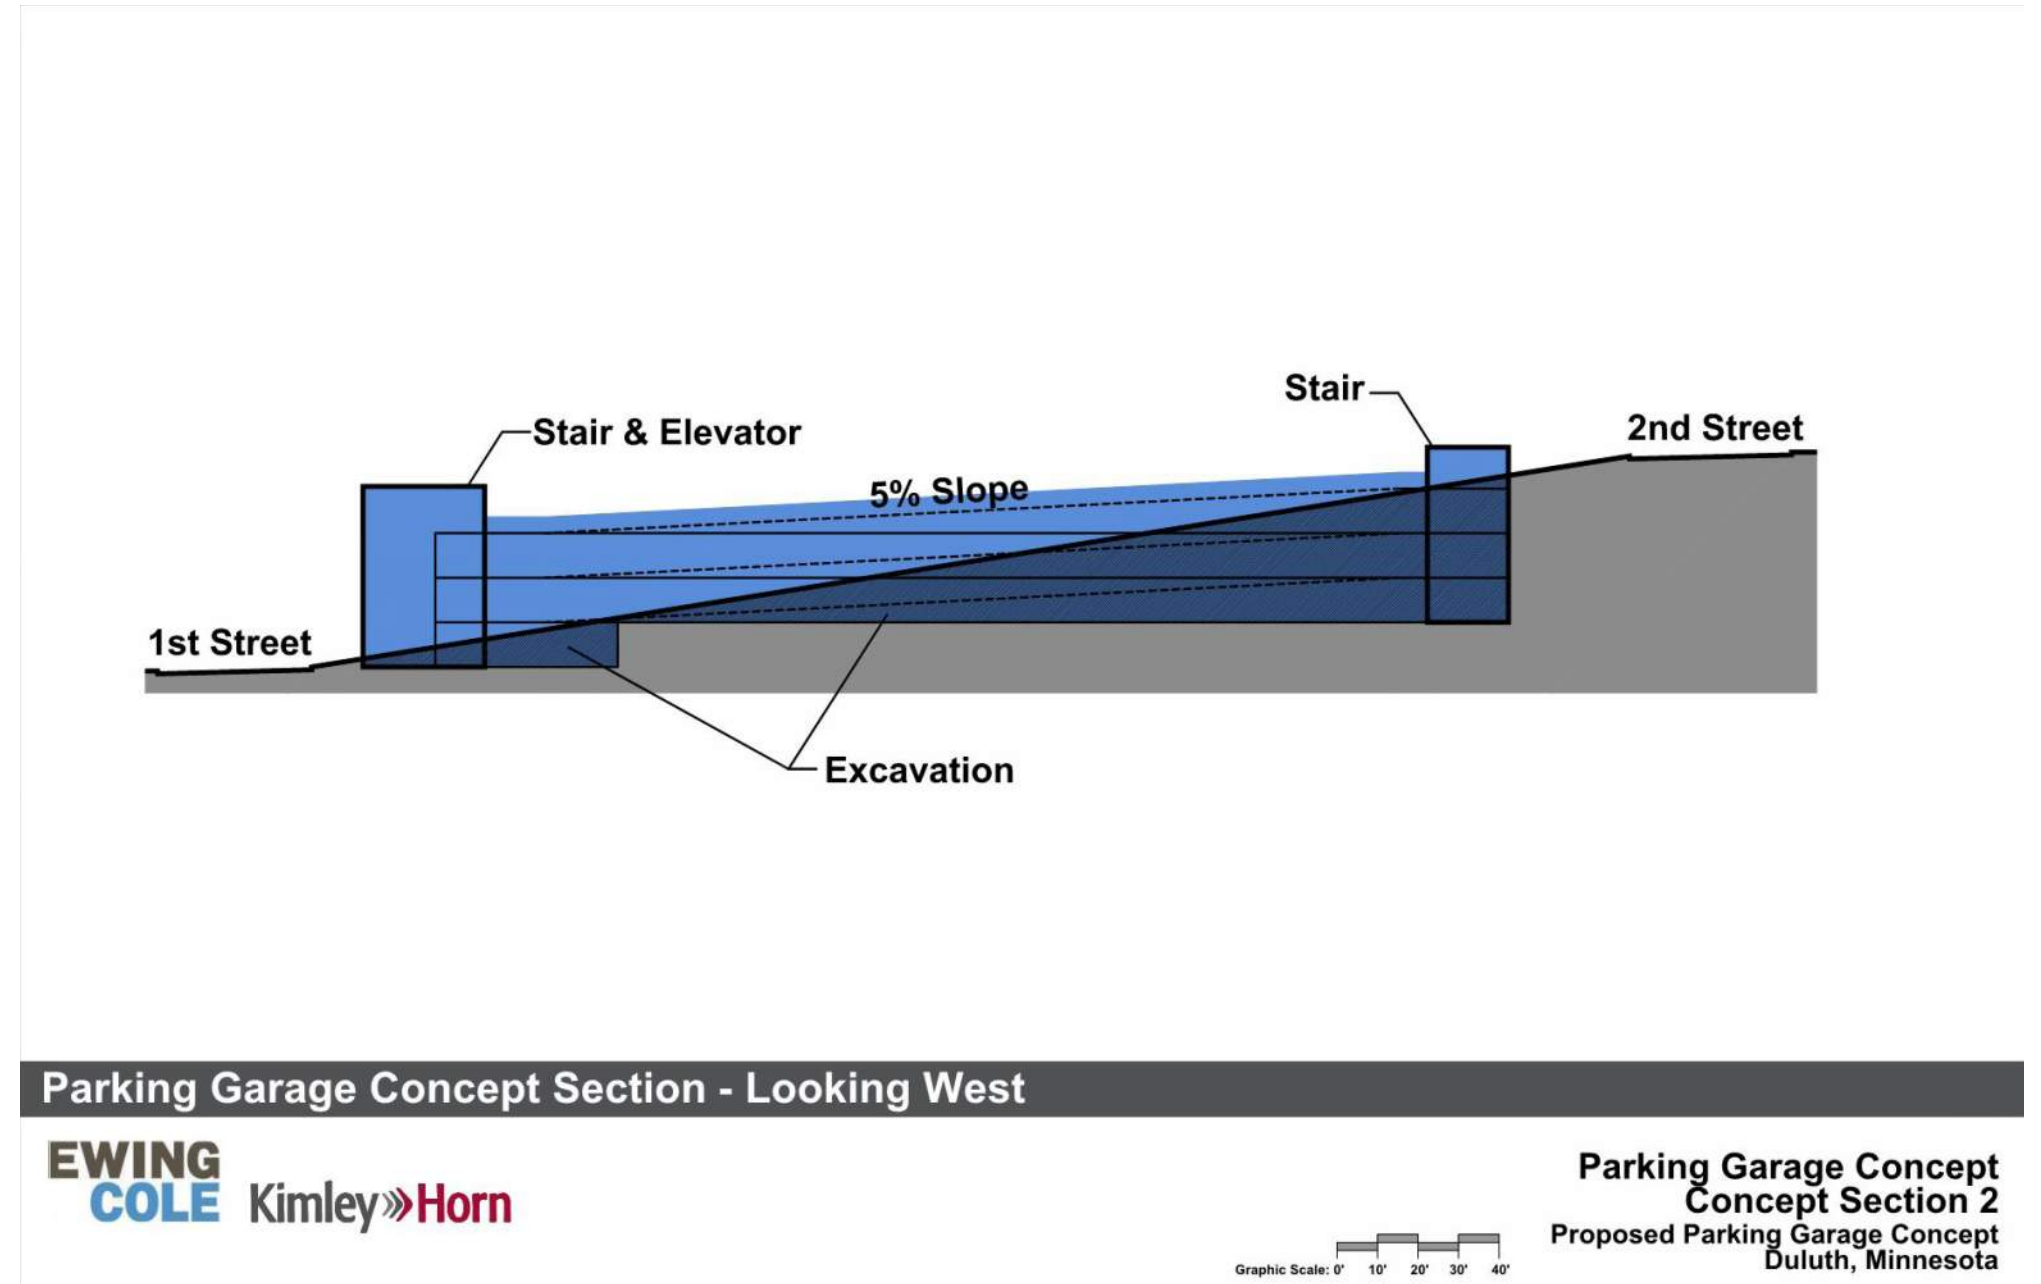 Stair
2nd Street
Stair & Elevator
5% Slope
1st Street
Excavation
Parking Garage Concept Section - Looking West
EWING
COLE
Kimley»Horn
Parking Garage Concept
Concept Section 2
Proposed Parking Garage Concept
Duluth, Minnesota
Graphic Scale: 0' 10' 20' 30' 40'